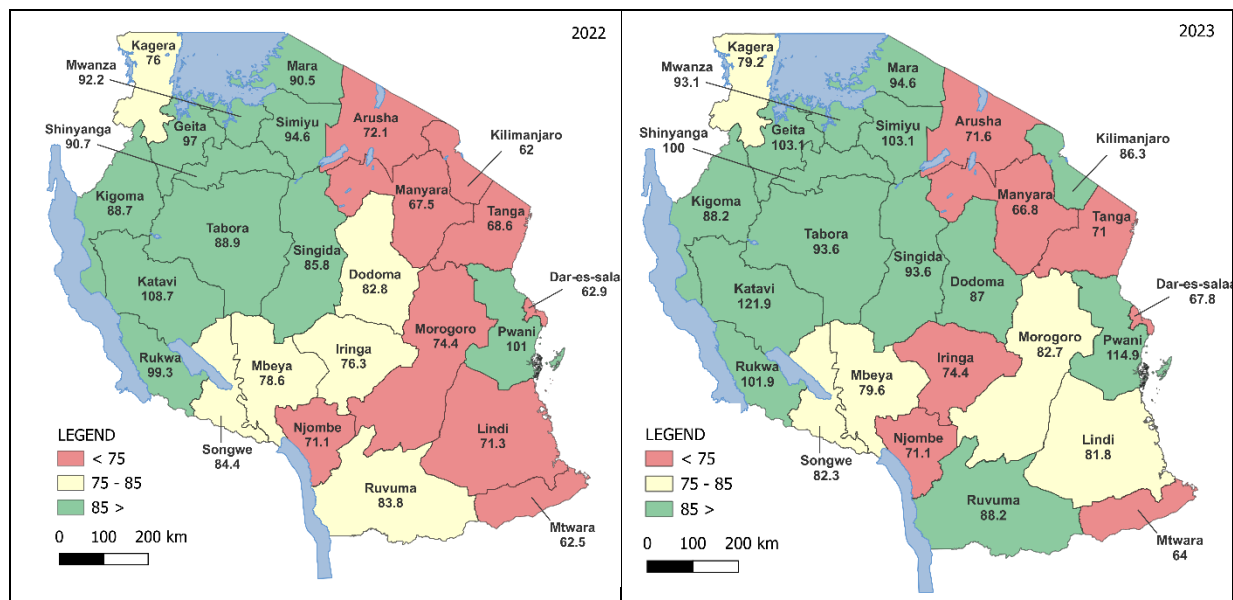 2022
Kagera
76
Mwanza
92.2
Mara
90.5
Shinyanga
90.7
Geita
97
Simiyu
94.6
Arusha
72.1
Kilimanjaro
62
Kigoma
88.7
Tabora
88.9
Singida
85.8
Manyara
67.5
Tanga
68.6
Dodoma
82.8
Dar-es-sala
62.9
Katavi
108.7
Morogoro
74.4
Pwani
101
Rukwa
99.3
Mbeya
78.6
Iringa
76.3
Songwe
84.4
Njombe
71.1
Lindi
71.3
Ruvuma
83.8
Mtwara
62.5
LEGEND
< 75
75 - 85
85 >
0 100 200 km
2023
Kagera
79.2
Mwanza
93.1
Mara
94.6
Shinyanga
100
Geita
103.1
Simiyu
103.1
Arusha
71.6
Kilimanjaro
86.3
Kigoma
88.2
Tabora
93.6
Singida
93.6
Manyara
66.8
Tanga
71
Dodoma
87
Dar-es-salaa
67.8
Katavi
121.9
Morogoro
82.7
Pwani
114.9
Rukwa
101.9
Mbeya
79.6
Iringa
74.4
Songwe
82.3
Njombe
71.1
Lindi
81.8
Ruvuma
88.2
Mtwara
64
LEGEND
< 75
75 - 85
85 >
0 100 200 km